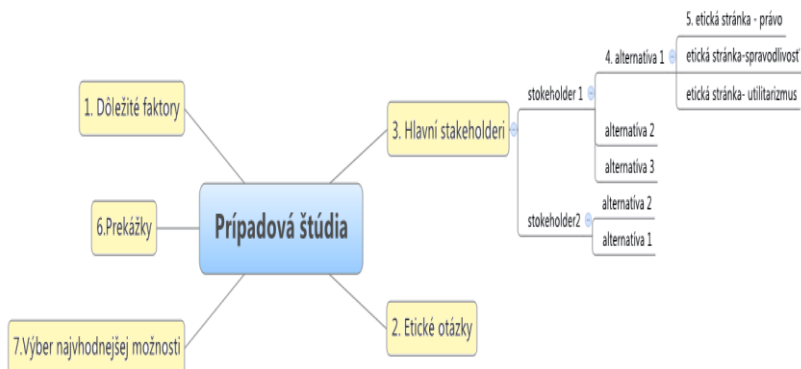 5. etická stránka - právo
4. alternatíva 1
etická stránka-spravodlivosť
etická stránka- utilitarizmus
stokeholder 1
alternatíva 2
alternatíva 3
3. Hlavní stakeholderi
stokeholder2
alternatíva 2
alternatíva 1
1. Dôležité faktory
Prípadová štúdia
6.Prekážky
2. Etické otázky
7.Výber najvhodnejšej možnosti